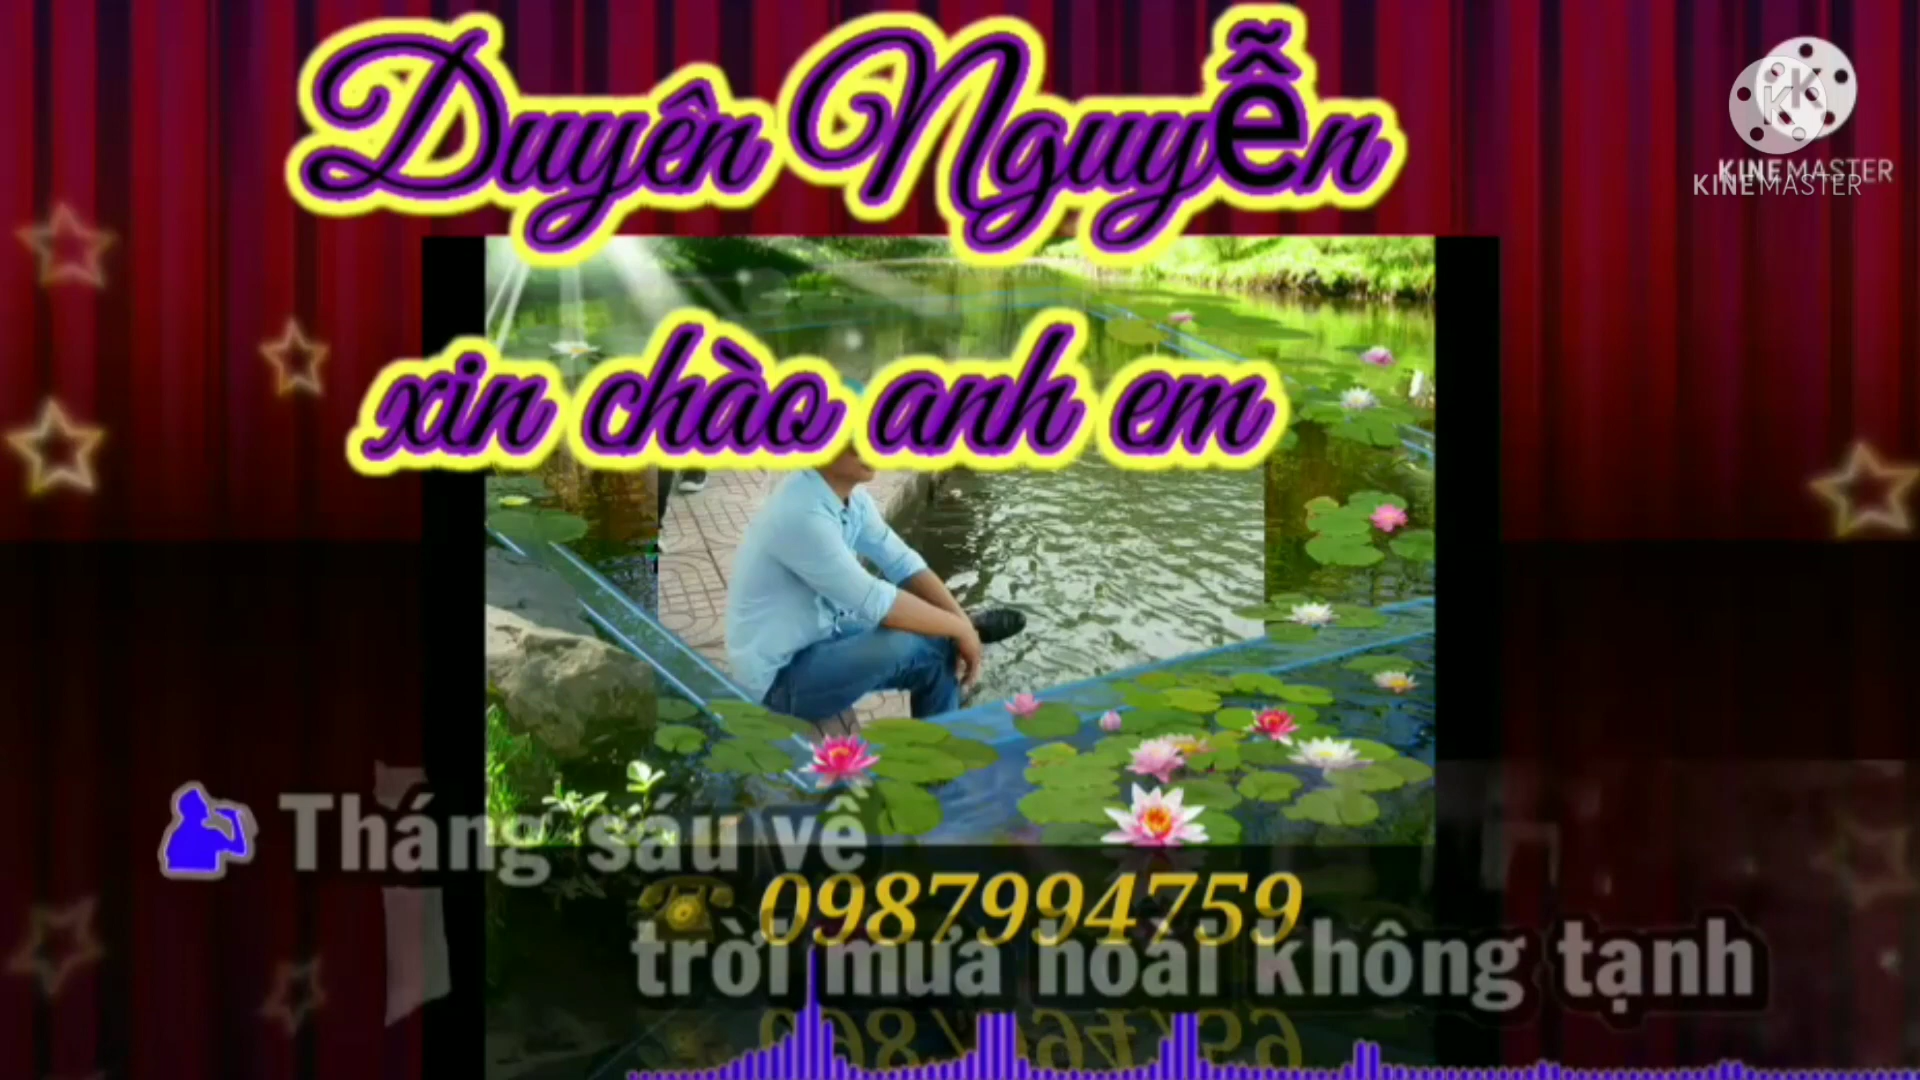 Duyên Nguyễn
KINEMASTER
KINEMASTER
xin chào anh em
Tháng sáu về
0987994759
trời mưa hoài không tạnh